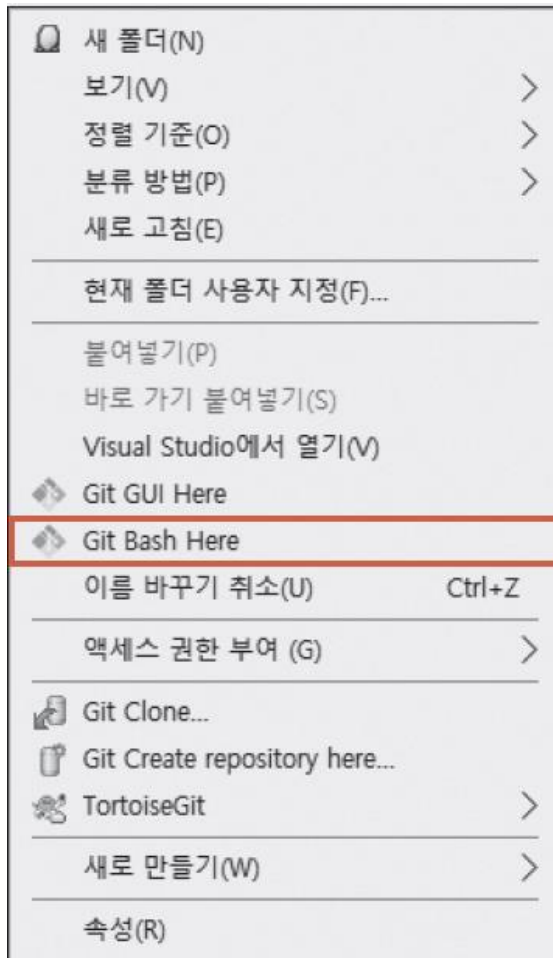 새 폴더(N)
보기(V)
정렬 기준(O)
분류 방법(P)
새로 고침(E)
현재 폴더 사용자 지정(F)...
붙여넣기(P)
바로 가기 붙여넣기(S)
Visual Studio에서 열기(V)
Git GUI Here
Git Bash Here
이름 바꾸기 취소(U) Ctrl+Z
액세스 권한 부여 (G)
Git Clone...
Git Create repository here...
TortoiseGit
새로 만들기(W)
속성(R)